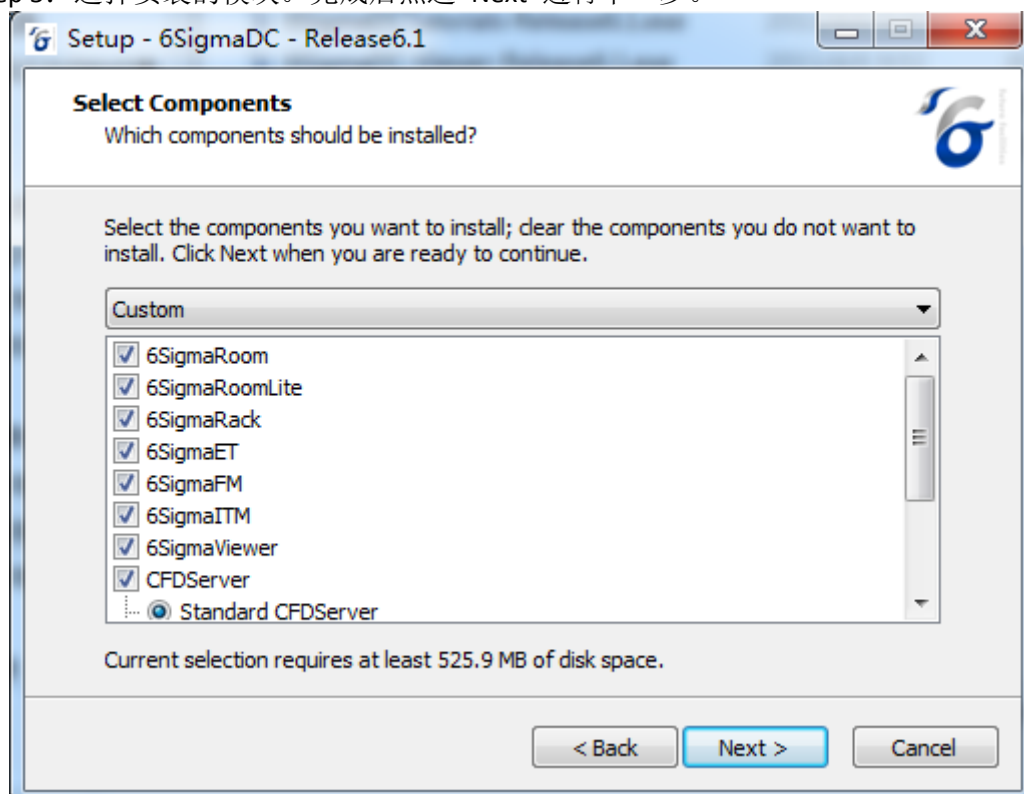 Setup - 6SigmaDC - Release6.1
Select Components
Which components should be installed?
Select the components you want to install; clear the components you do not want to
install. Click Next when you are ready to continue.
Custom
6SigmaRoom
6SigmaRoomLite
6SigmaRack
6SigmaET
6SigmaFM
6SigmaITM
6SigmaViewer
CFDServer
Standard CFDServer
Current selection requires at least 525.9 MB of disk space.
< Back
Next >
Cancel